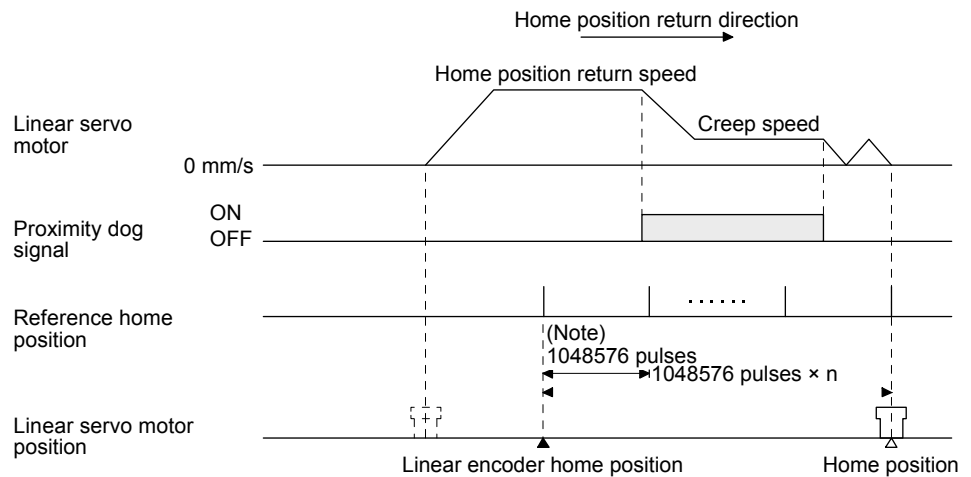 Home position return direction
Home position return speed
Linear servo
motor
Creep speed
0 mm/s
Proximity dog
signal
ON
OFF
Reference home
position
(Note)
1048576 pulses
1048576 pulses × n
Linear servo motor
position
Linear encoder home position
Home position